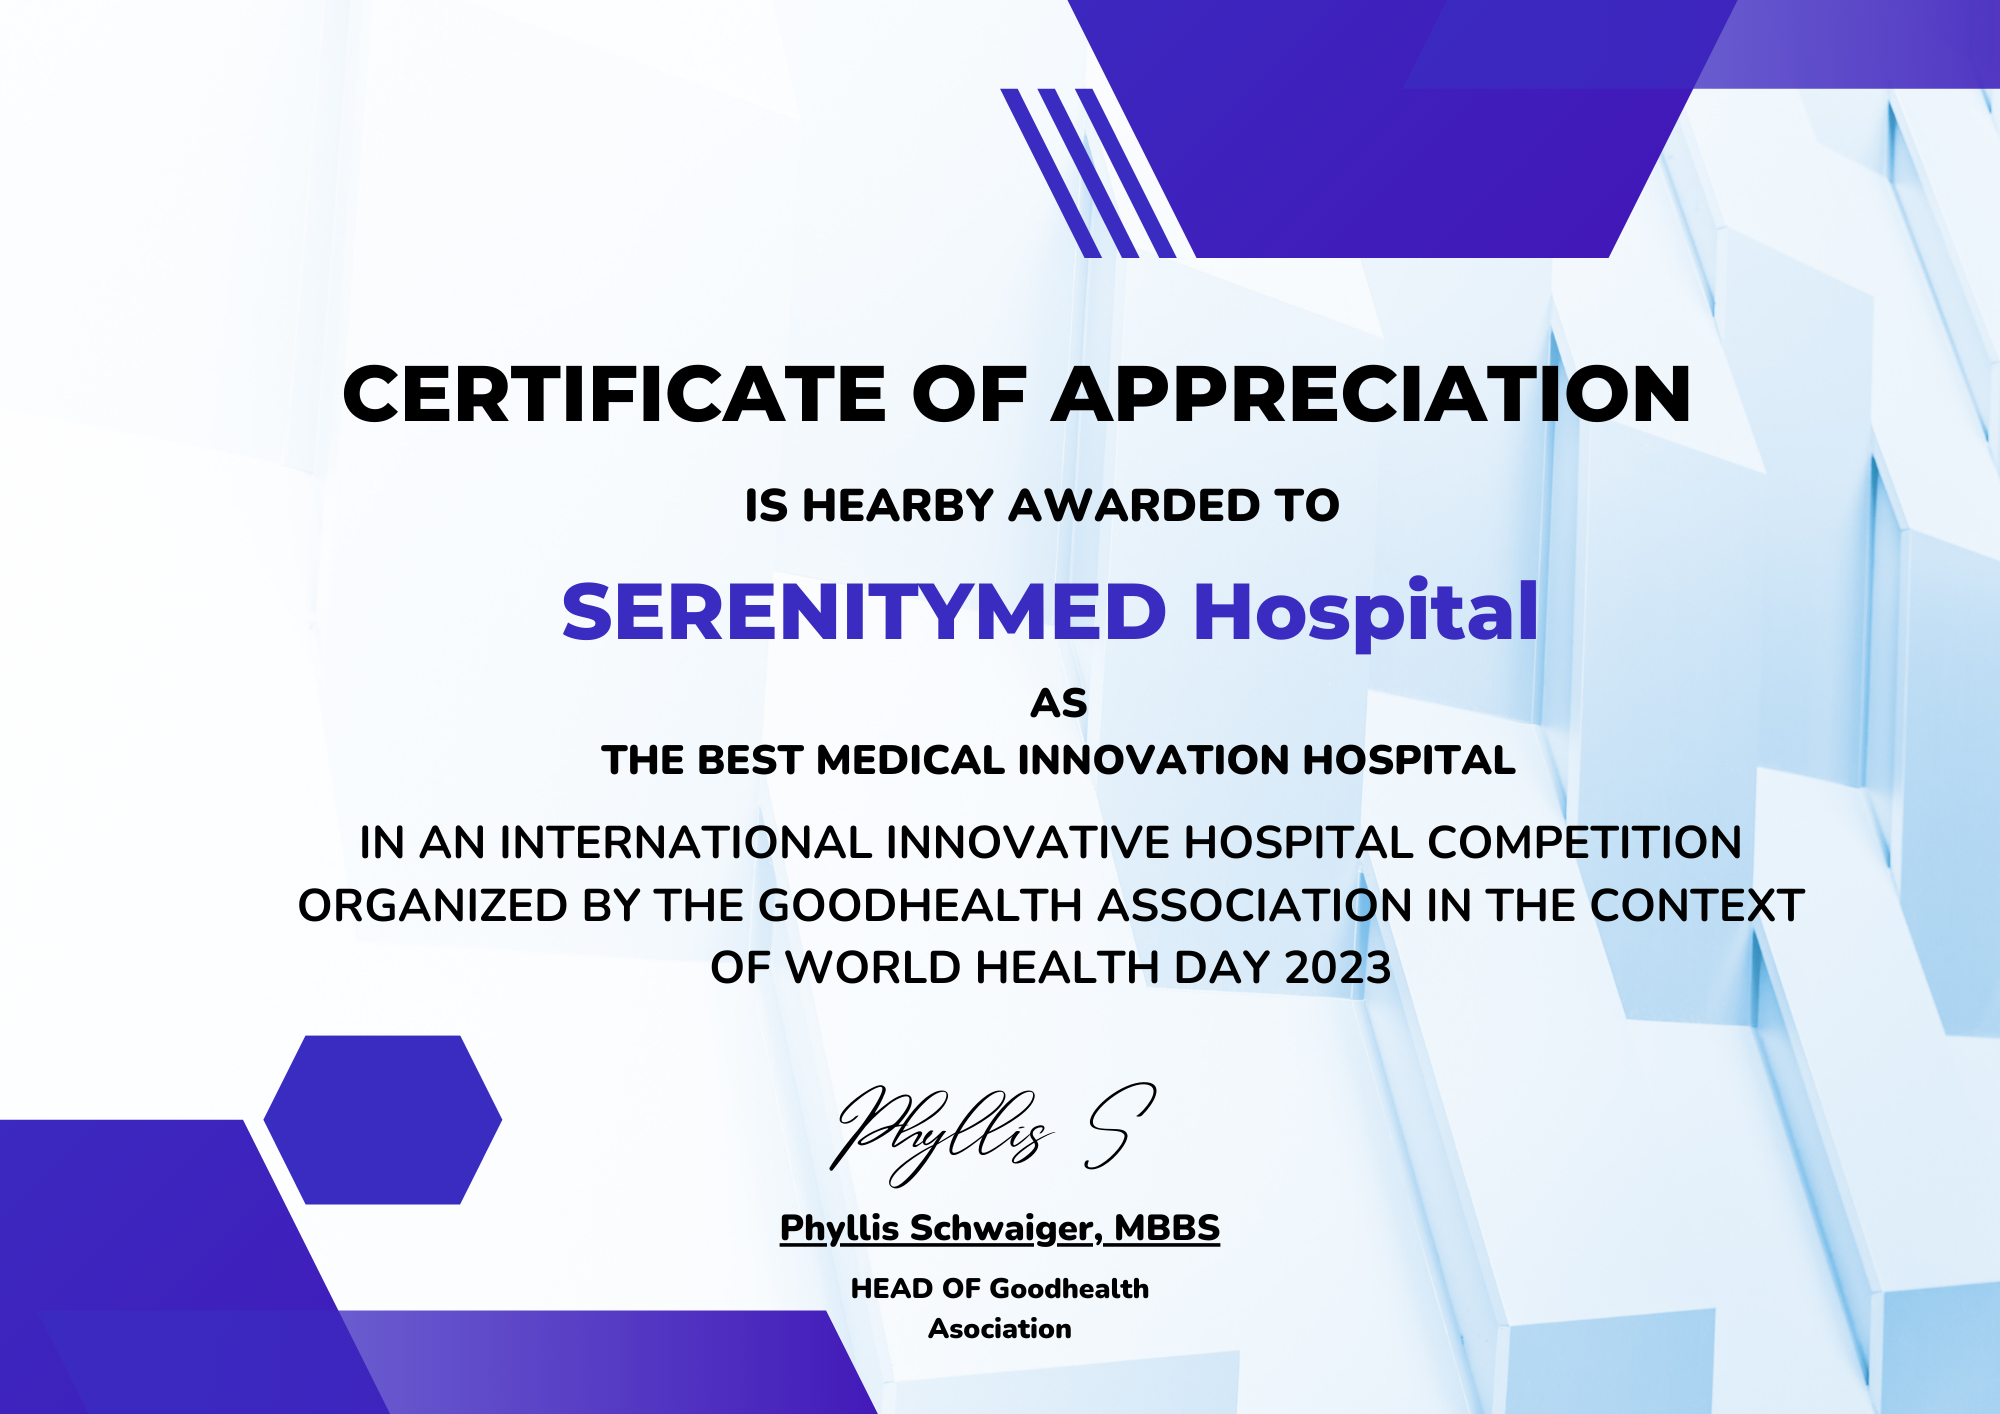 CERTIFICATE OF APPRECIATION
IS HEARBY AWARDED TO
SERENITYMED Hospital
AS
THE BEST MEDICAL INNOVATION HOSPITAL
IN AN INTERNATIONAL INNOVATIVE HOSPITAL COMPETITION
ORGANIZED BY THE GOODHEALTH ASSOCIATION IN THE CONTEXT
OF WORLD HEALTH DAY 2023
Phyllis S
Phyllis Schwaiger, MBBS
HEAD OF Goodhealth
Asociation